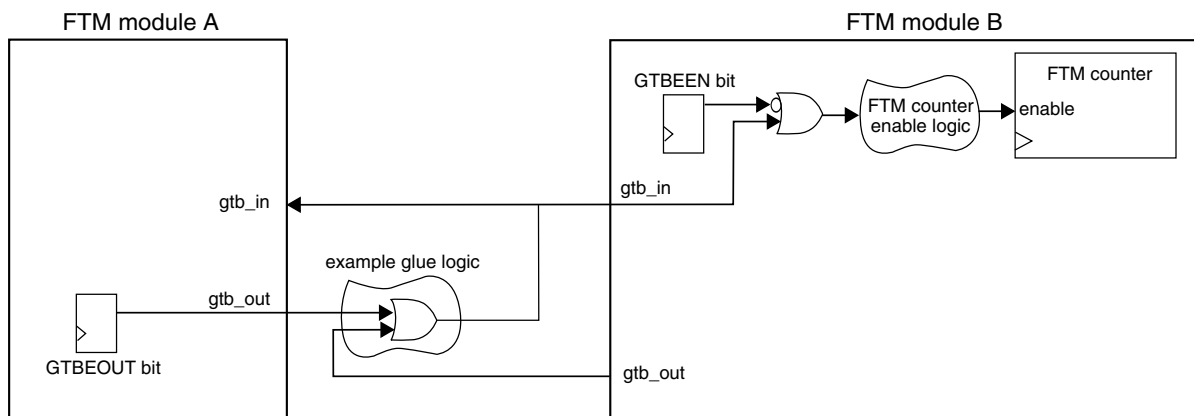 FTM module A
FTM module B
GTBEEN bit
FTM counter
enable logic
FTM counter
enable
gtb_in
gtb_in
example glue logic
gtb_out
GTBEOUT bit
gtb_out